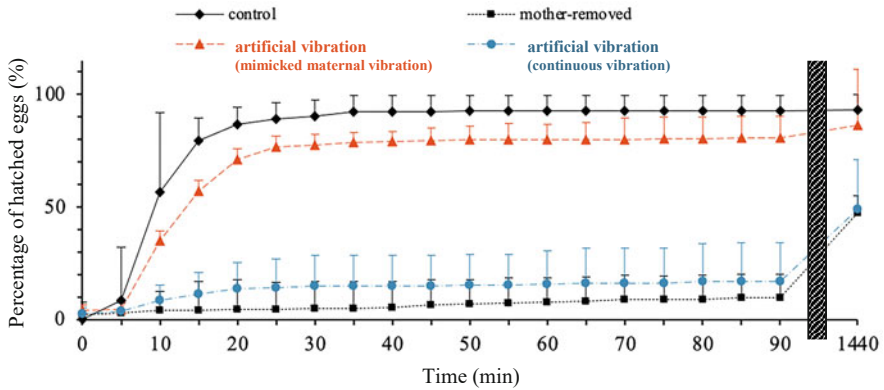 control
mother-removed
artificial vibration
(mimicked maternal vibration)
artificial vibration
(continuous vibration)
Percentage of hatched eggs (%)
100
50
0
0 10 20 30 40 50 60 70 80 90 1440
Time (min)